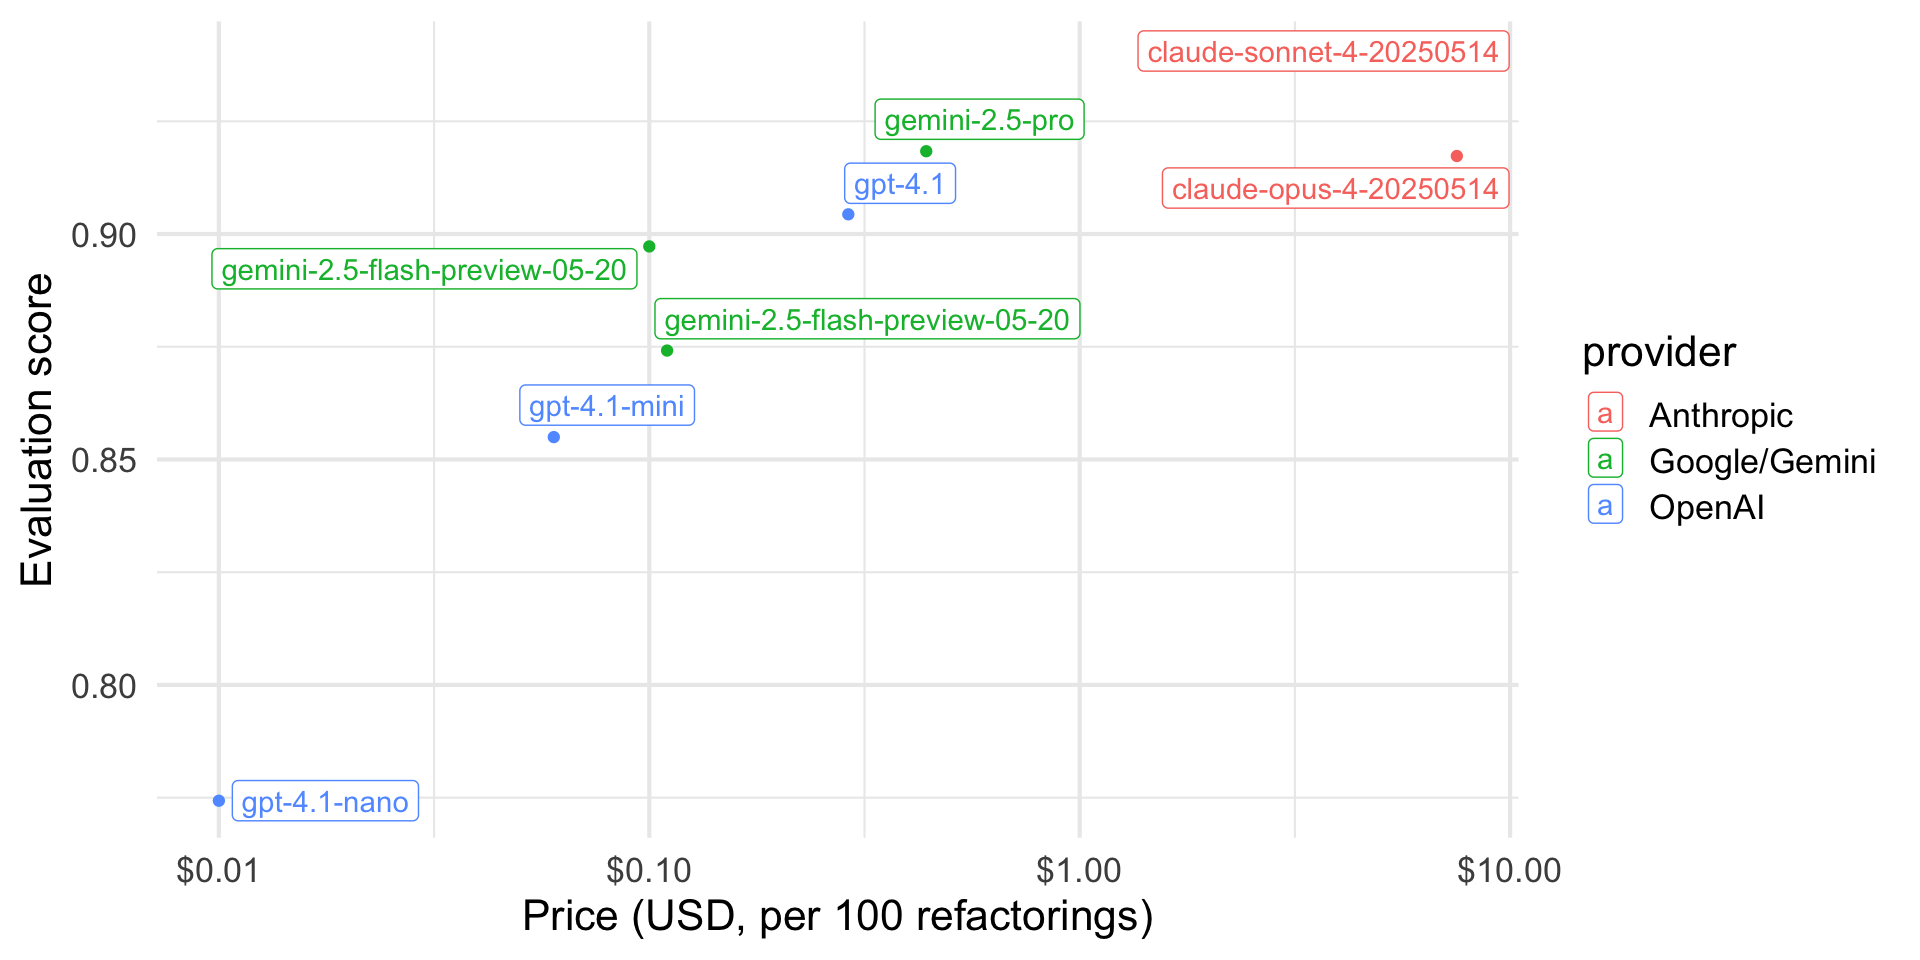 claude-sonnet-4-20250514
gemini-2.5-pro
gpt-4.1
claude-opus-4-20250514
gemini-2.5-flash-preview-05-20
gemini-2.5-flash-preview-05-20
gpt-4.1-mini
gpt-4.1-nano
0.90
0.85
0.80
Evaluation score
$0.01
$0.10
$1.00
$10.00
Price (USD, per 100 refactorings)
provider
a Anthropic
a Google/Gemini
a OpenAI